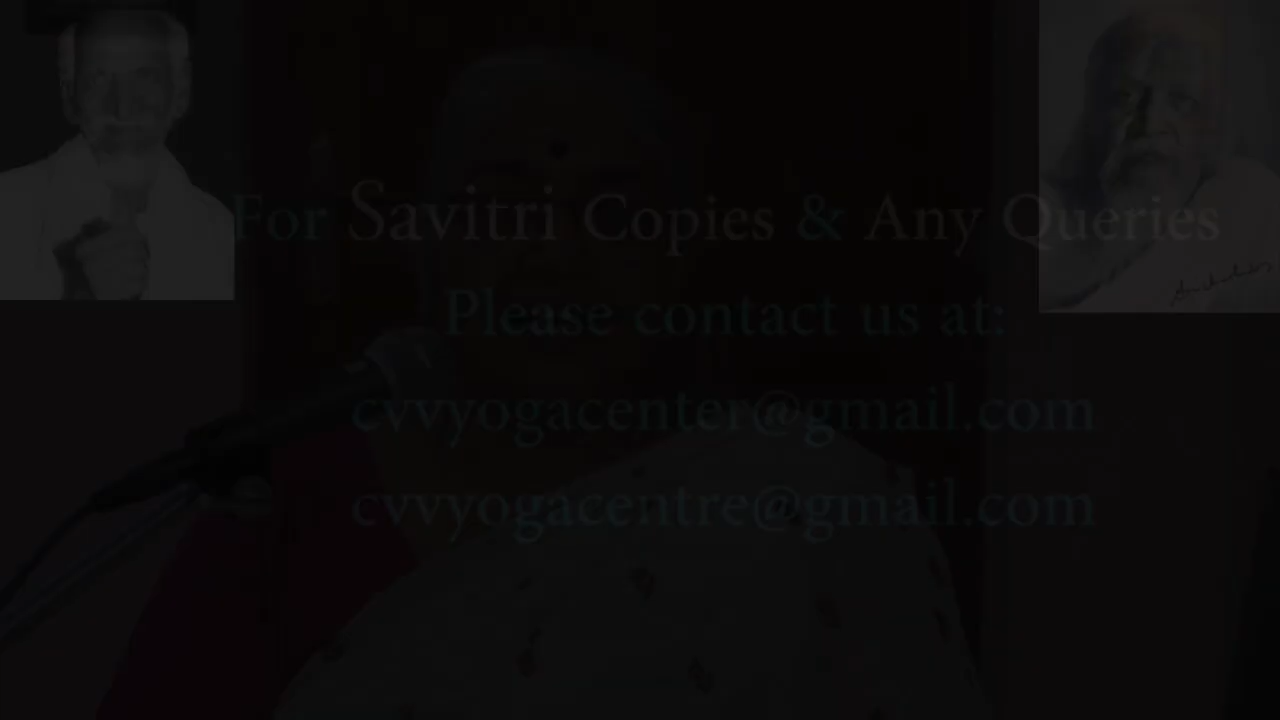 For Savitri Copies & Any Queries
Please contact us at:
cvvyogacenter@gmail.com
cvvyogacentre@gmail.com